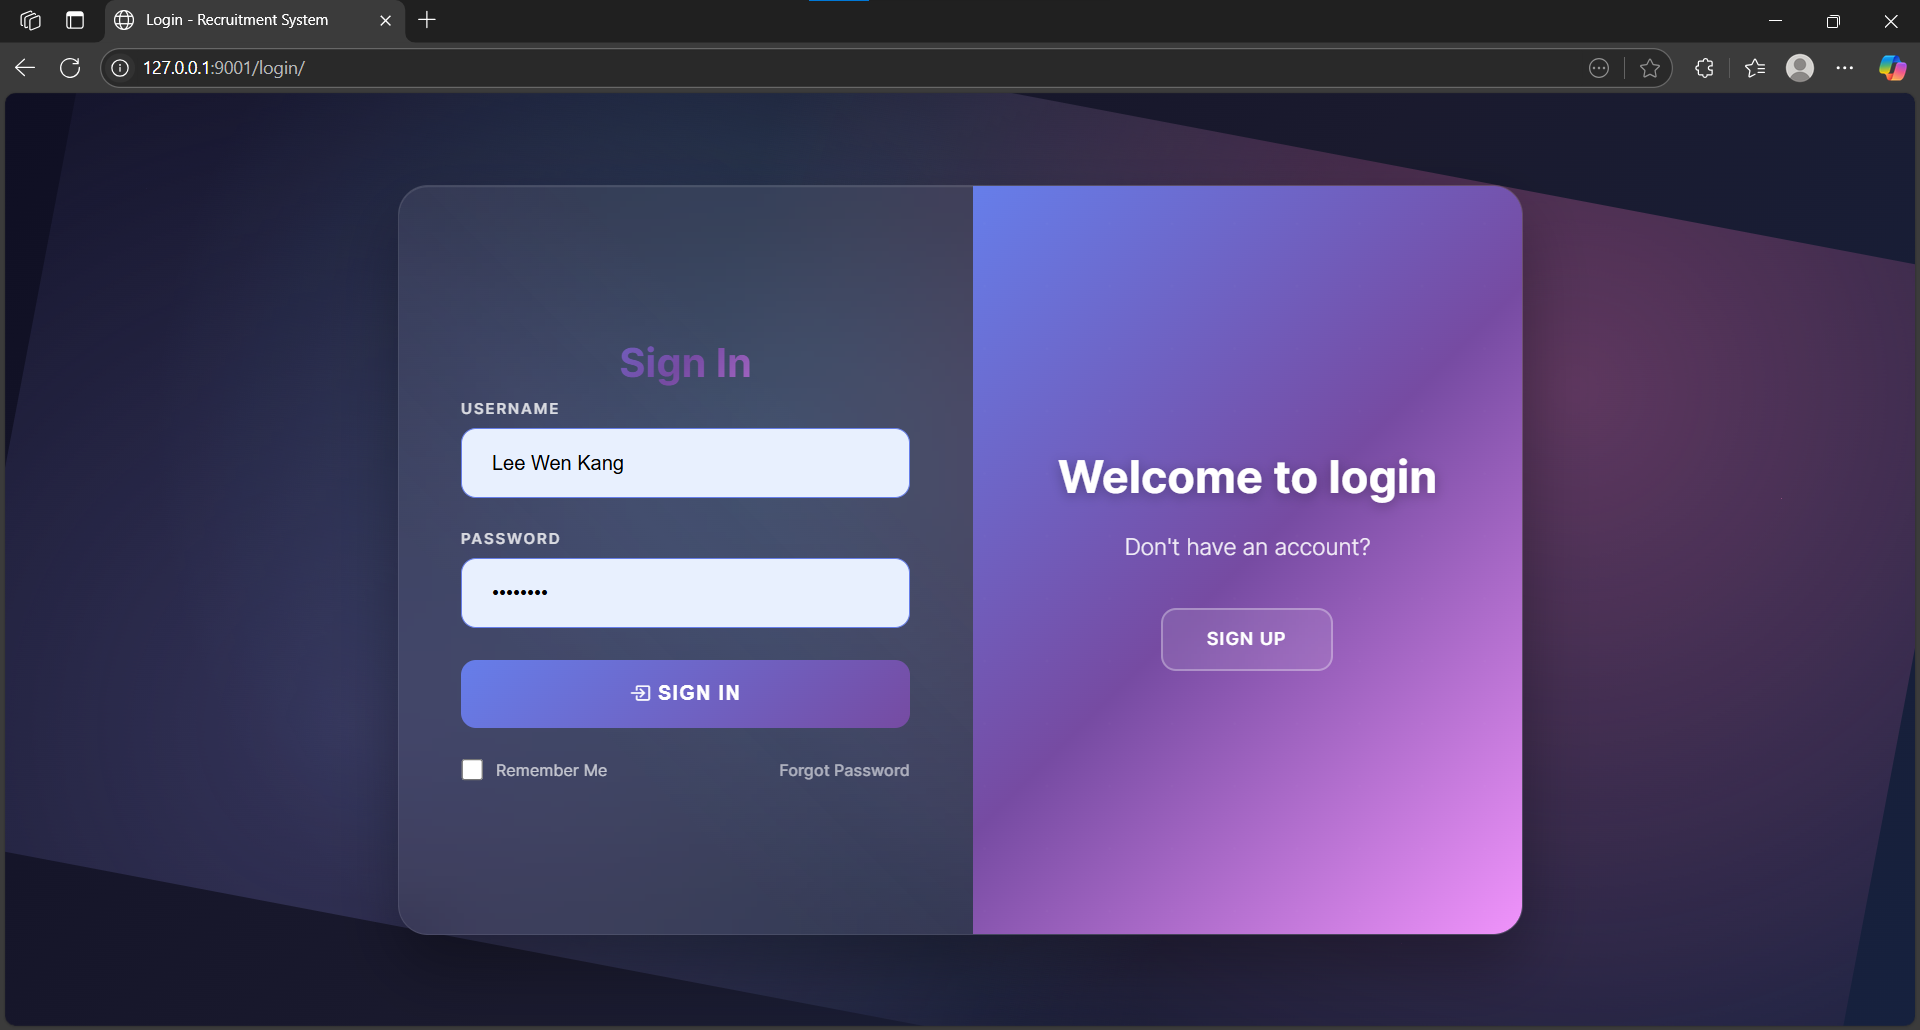 Login - Recruitment System
127.0.0.1:9001/login/
Sign In
USERNAME
Lee Wen Kang
PASSWORD
••••••••
SIGN IN
Remember Me
Forgot Password
Welcome to login
Don't have an account?
SIGN UP